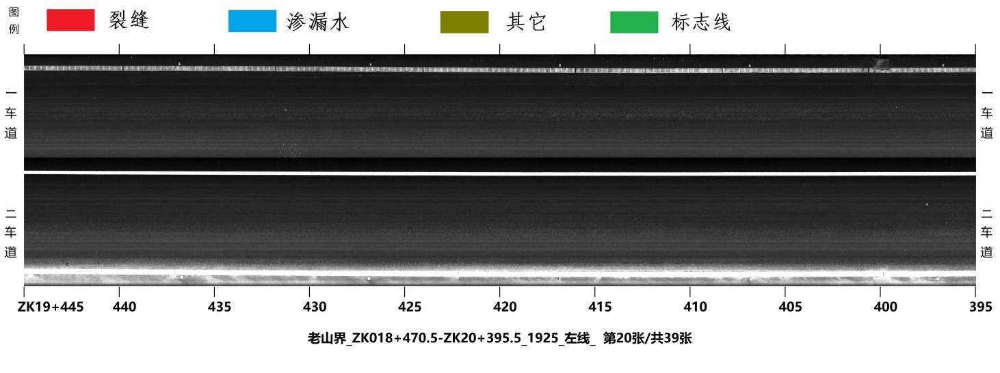 图例
裂缝 渗漏水 其它 标志线
一车道 一车道
二车道 二车道
ZK19+445 440 435 430 425 420 415 410 405 400 395
老山界_ZK018+470.5-ZK20+395.5_1925_左线_ 第20张/共39张